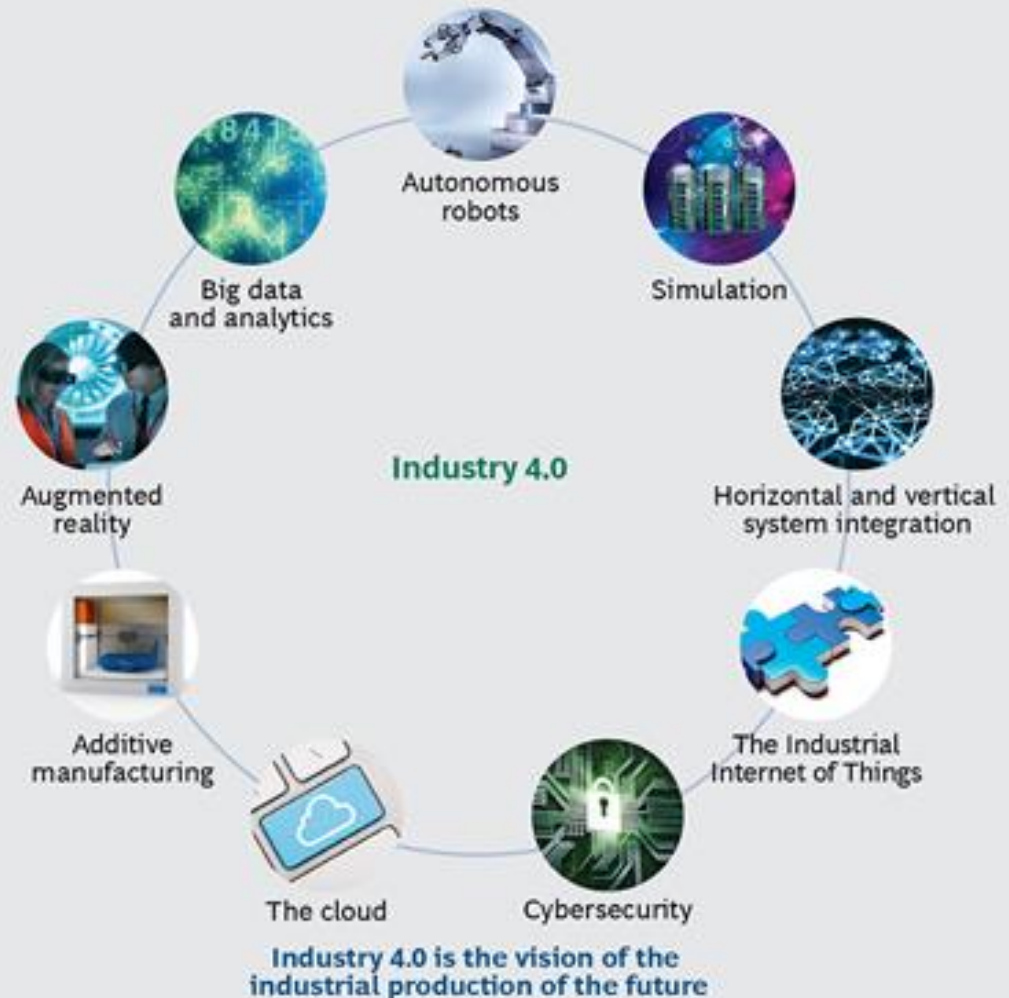 Autonomous
robots
Simulation
Horizontal and vertical
system integration
The Industrial
Internet of Things
Cybersecurity
The cloud
Additive
manufacturing
Augmented
reality
Big data
and analytics
Industry 4.0
Industry 4.0 is the vision of the
industrial production of the future